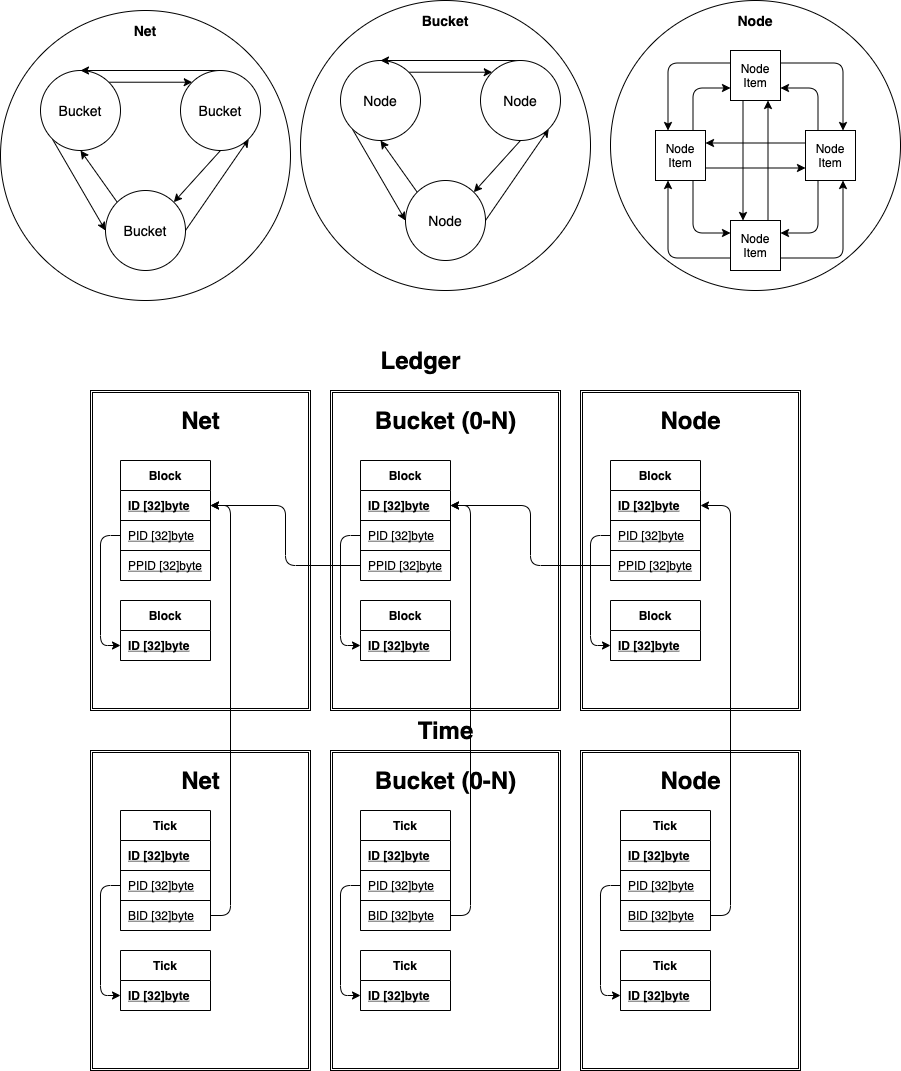 Net
Bucket
Bucket
Bucket
Bucket
Node
Node
Node
Node
Node
Item
Node
Item
Node
Item
Node
Item
Ledger
Net
Block
ID [32]byte
PID [32]byte
PPID [32]byte
Block
ID [32]byte
Bucket (0-N)
Block
ID [32]byte
PID [32]byte
PPID [32]byte
Block
ID [32]byte
Node
Block
ID [32]byte
PID [32]byte
PPID [32]byte
Block
ID [32]byte
Time
Net
Tick
ID [32]byte
PID [32]byte
BID [32]byte
Tick
ID [32]byte
Bucket (0-N)
Tick
ID [32]byte
PID [32]byte
BID [32]byte
Tick
ID [32]byte
Node
Tick
ID [32]byte
PID [32]byte
BID [32]byte
Tick
ID [32]byte